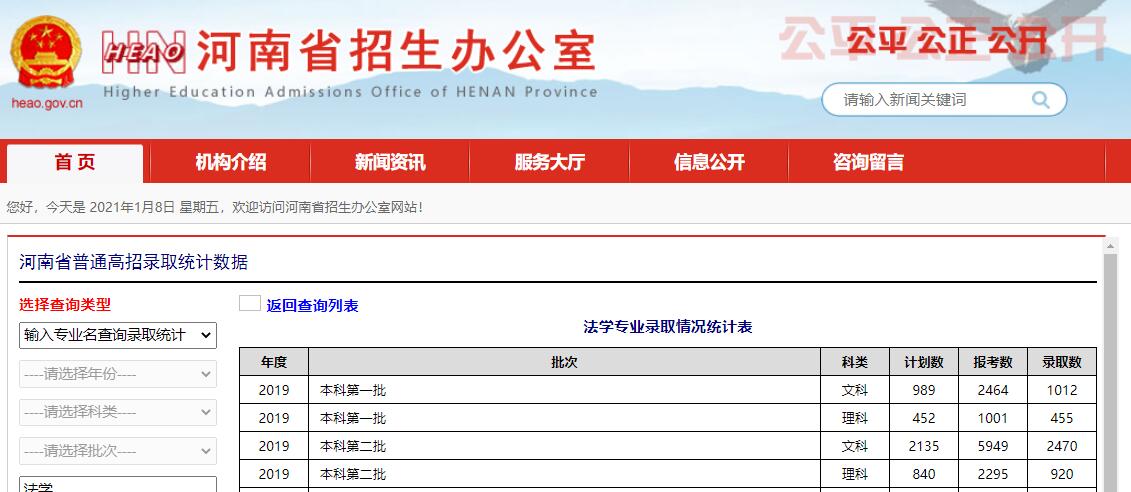 公平 公正 公开
HNHEAO 河南省招生办公室
公平 公正 公开
Higher Education Admissions Office of HENAN Province
heao.gov.cn
请输入新闻关键词
首 页 机构介绍 新闻资讯 服务大厅 信息公开 咨询留言
您好，今天是 2021年1月8日 星期五，欢迎访问河南省招生办公室网站！
河南省普通高招录取统计数据
选择查询类型
输入专业名查询录取统计
----请选择年份----
----请选择科类----
----请选择批次----
法学
返回查询列表
法学专业录取情况统计表
年度 批次 科类 计划数 报考数 录取数
2019 本科第一批 文科 989 2464 1012
2019 本科第一批 理科 452 1001 455
2019 本科第二批 文科 2135 5949 2470
2019 本科第二批 理科 840 2295 920